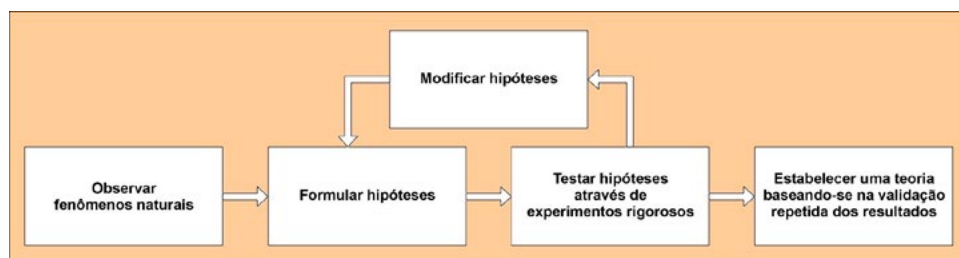 Modificar hipóteses
Observar
fenômenos naturais
Formular hipóteses
Testar hipóteses
através de
experimentos rigorosos
Estabelecer uma teoria
baseando-se na validação
repetida dos resultados